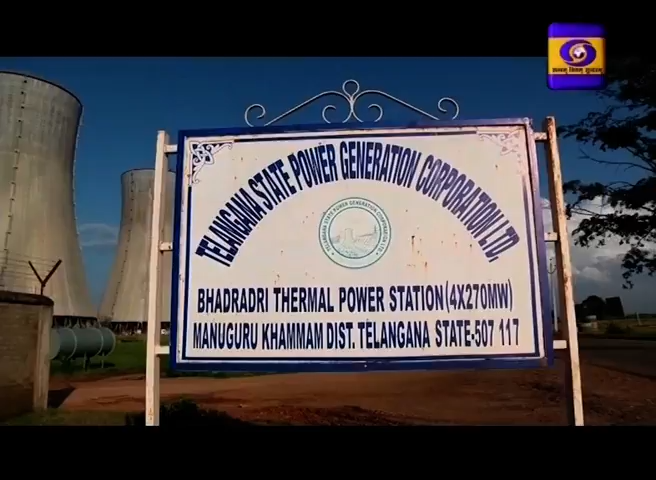 TELANGANA STATE POWER GENERATION CORPORATION LTD.
BHADRADRI THERMAL POWER STATION (4X270MW)
MANUGURU KHAMMAM DIST. TELANGANA STATE-507 117